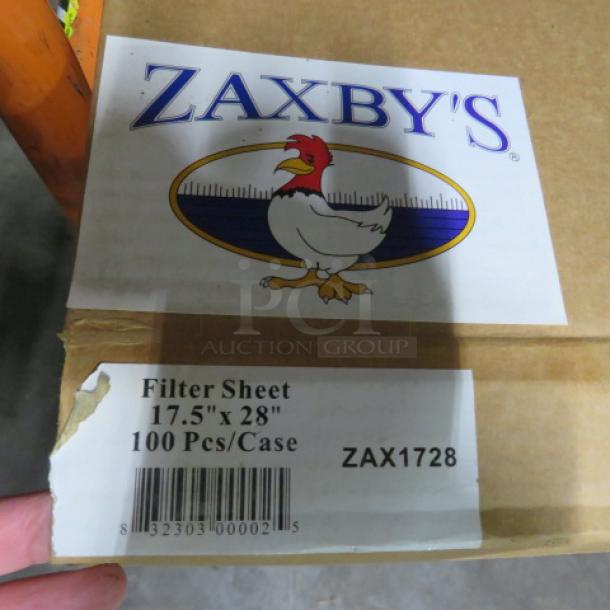 ZAXBY'S
®
PCI
AUCTION GROUP
Filter Sheet
17.5" x 28"
100 Pcs/Case
ZAX1728
8 32303 00002 5